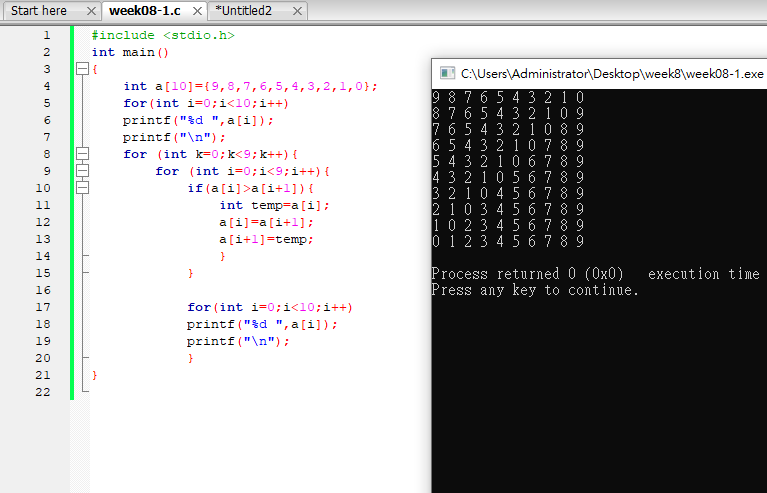 Start here
week08-1.c
*Untitled2
1 #include <stdio.h>
2 int main()
3 {
4 int a[10]={9,8,7,6,5,4,3,2,1,0};
5 for(int i=0;i<10;i++)
6 printf("%d ",a[i]);
7 printf("\n");
8 for (int k=0;k<9;k++){
9 for (int i=0;i<9;i++){
10 if(a[i]>a[i+1]){
11 int temp=a[i];
12 a[i]=a[i+1];
13 a[i+1]=temp;
14 }
15 }
16
17 for(int i=0;i<10;i++)
18 printf("%d ",a[i]);
19 printf("\n");
20 }
21 }
22
C:\Users\Administrator\Desktop\week8\week08-1.exe
9 8 7 6 5 4 3 2 1 0
8 7 6 5 4 3 2 1 0 9
7 6 5 4 3 2 1 0 8 9
6 5 4 3 2 1 0 7 8 9
5 4 3 2 1 0 6 7 8 9
4 3 2 1 0 5 6 7 8 9
3 2 1 0 4 5 6 7 8 9
2 1 0 3 4 5 6 7 8 9
1 0 2 3 4 5 6 7 8 9
0 1 2 3 4 5 6 7 8 9
Process returned 0 (0x0) execution time
Press any key to continue.